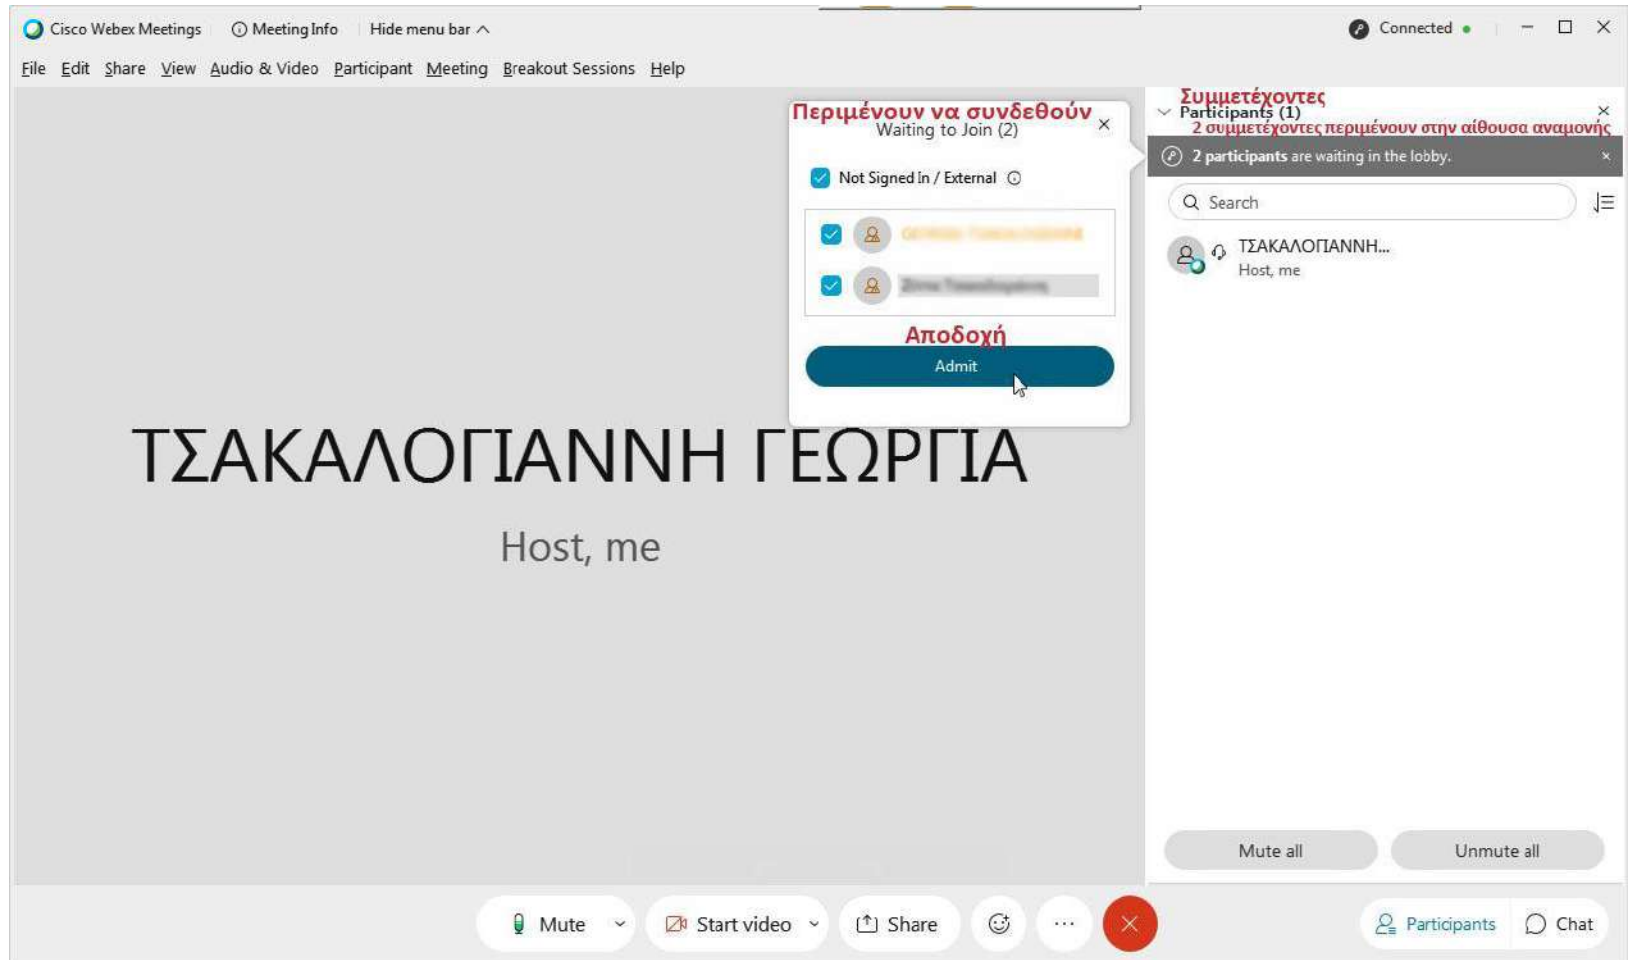 Cisco Webex Meetings Meeting Info Hide menu bar
Connected
File Edit Share View Audio & Video Participant Meeting Breakout Sessions Help
Περιμένουν να συνδεθούν
Waiting to Join (2)
Not Signed In / External
Αποδοχή
Admit
Συμμετέχοντες
Participants (1)
2 συμμετέχοντες περιμένουν στην αίθουσα αναμονής
2 participants are waiting in the lobby.
Search
ΤΣΑΚΑΛΟΓΙΑΝΝΗ...
Host, me
ΤΣΑΚΑΛΟΓΙΑΝΝΗ ΓΕΩΡΓΙΑ
Host, me
Mute all Unmute all
Mute Start video Share
Participants Chat